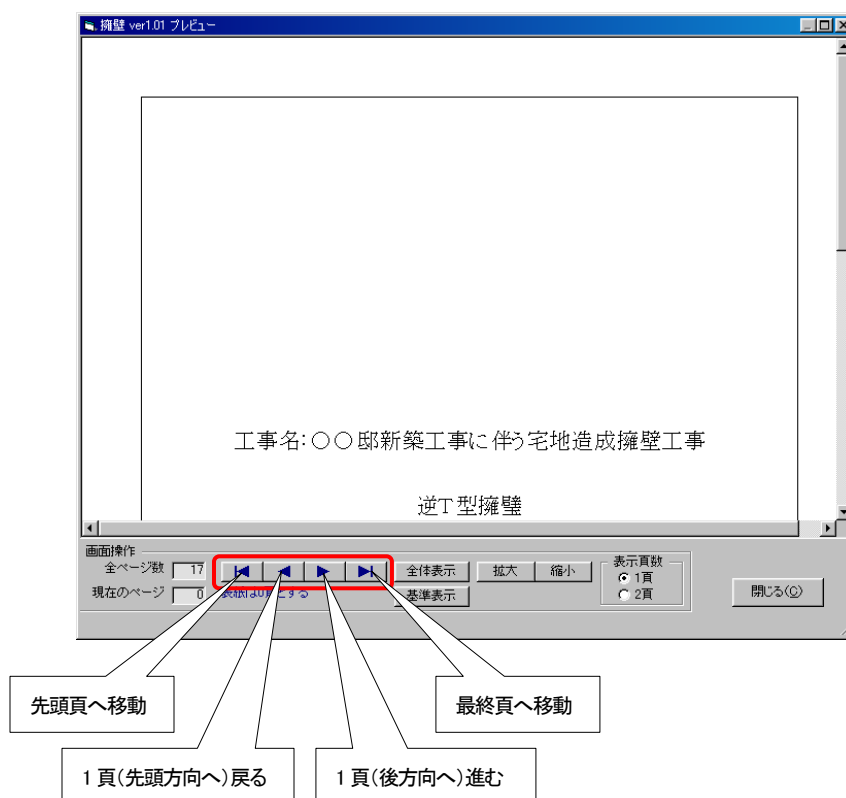 擁壁 ver1.01 プレビュー
工事名:〇〇邸新築工事に伴う宅地造成擁壁工事
逆T型擁壁
画面操作
全ページ数 17 全体表示 拡大 縮小 表示頁数
1頁
現在のページ 0 表紙は0頁とする 基準表示 2頁 閉じる(C)
先頭頁へ移動 最終頁へ移動
1頁(先頭方向へ)戻る 1頁(後方向へ)進む